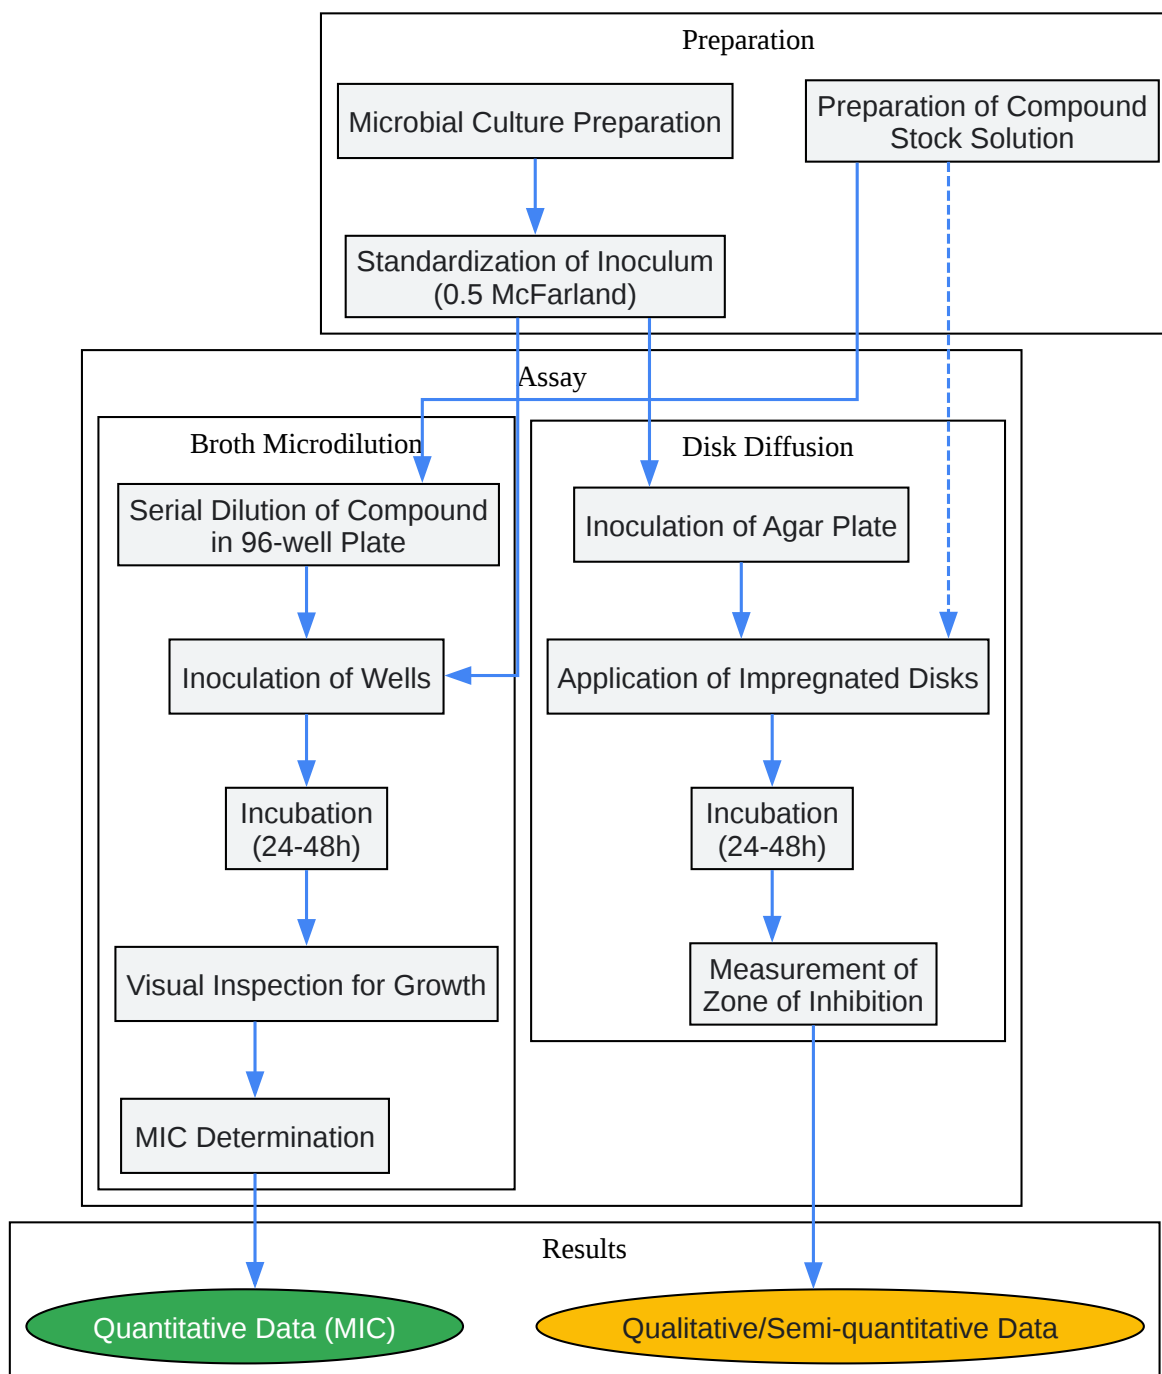 Preparation
Microbial Culture Preparation
Preparation of Compound
Stock Solution
Standardization of Inoculum
(0.5 McFarland)
Assay
Broth Microdilution
Serial Dilution of Compound
in 96-well Plate
Inoculation of Wells
Incubation
(24-48h)
Visual Inspection for Growth
MIC Determination
Disk Diffusion
Inoculation of Agar Plate
Application of Impregnated Disks
Incubation
(24-48h)
Measurement of
Zone of Inhibition
Results
Quantitative Data (MIC)
Qualitative/Semi-quantitative Data